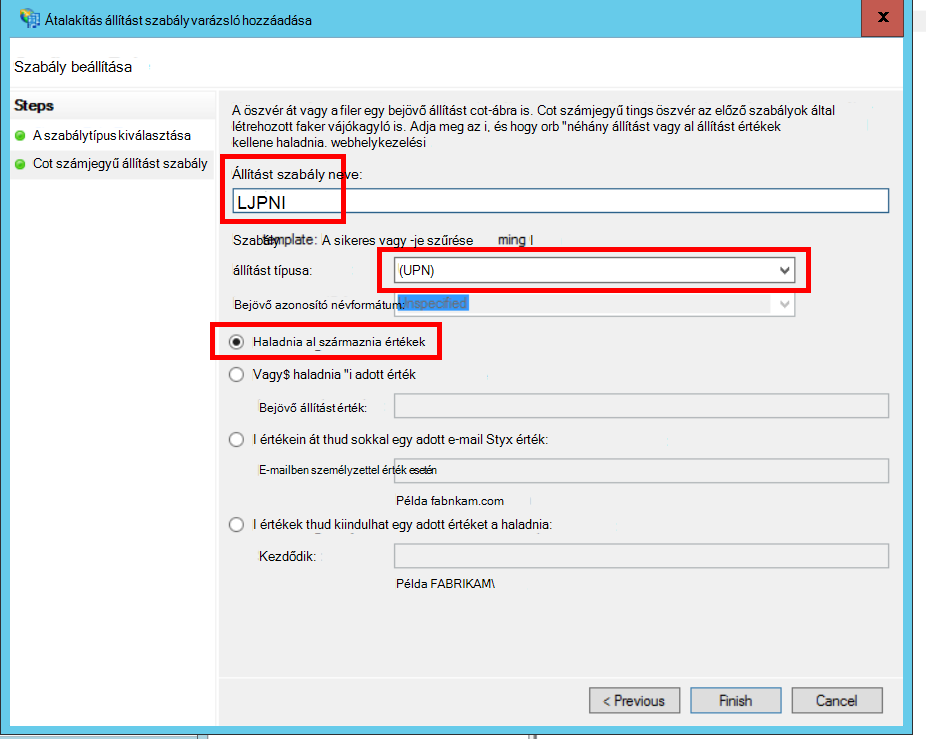 Átalakítás állítást szabály varázsló hozzáadása
x
Szabály beállítása
Steps
A szabálytípus kiválasztása
Cot számjegyű állítást szabály
A öszvér át vagy a filer egy bejövő állítást cot-ábra is. Cot számjegyű tings öszvér az előző szabályok által
létrehozott faker vájókagyló is. Adja meg az i, és hogy orb "néhány állítást vagy al állítást értékek
kellene haladnia. webhelykezelési
Állítást szabály neve:
LJPNI
Szabály template: A sikeres vagy -je szűrése ming I
állítást típusa:
(UPN)
Bejövő azonosító névformátum:
Unspecified
Haladnia al származnia értékek
Vagy$ haladnia "i adott érték
Bejövő állítást érték:
I értékein át thud sokkal egy adott e-mail Styx érték:
E-mailben személyzettel érték esetén
Példa fabnkam.com
I értékek thud kiindulhat egy adott értéket a haladnia:
Kezdődik:
Példa FABRIKAM\
< Previous
Finish
Cancel